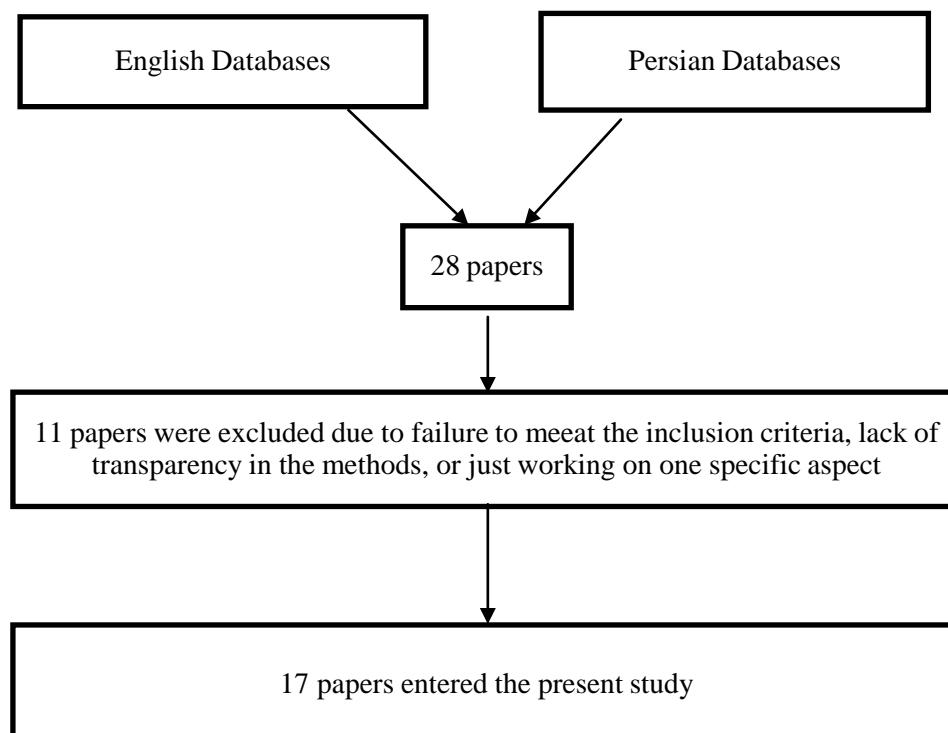 English Databases
Persian Databases
28 papers
11 papers were excluded due to failure to meeat the inclusion criteria, lack of
transparency in the methods, or just working on one specific aspect
17 papers entered the present study